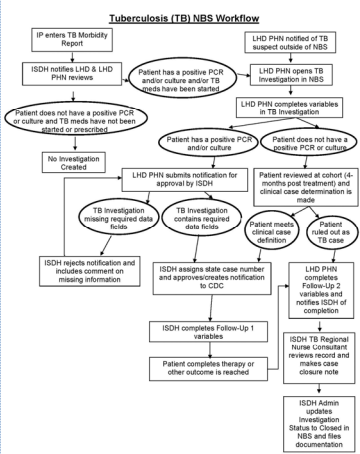 Tuberculosis (TB) NBS Workflow
IP enters TB Morbidity
Report
LHD PHN notified of TB
suspect outside of NBS
ISDH notifies LHD & LHD
PHN reviews
Patient has a positive PCR
and/or culture and/or TB
meds have been started
LHD PHN opens TB
Investigation in NBS
LHD PHN completes variables
in TB Investigation
Patient does not have a positive PCR
or culture and TB meds have not been
started or prescribed
Patient has a positive PCR
and/or culture
Patient does not have a
positive PCR or culture
No Investigation
Created
LHD PHN submits notification for
approval by ISDH
Patient reviewed at cohort (4-
months post treatment) and
clinical case determination is
made
TB Investigation
missing required data
fields
TB Investigation
contains required
data fields
Patient meets
clinical case
definition
Patient
ruled out as
TB case
ISDH rejects notification and
includes comment on
missing information
ISDH assigns state case number
and approves/creates notification
to CDC
LHD PHN
completes
Follow-Up 2
variables and
notifies ISDH of
completion
ISDH completes Follow-Up 1
variables
Patient completes therapy or
other outcome is reached
ISDH TB Regional
Nurse Consultant
reviews record and
makes case
closure note
ISDH Admin
updates
Investigation
Status to Closed in
NBS and files
documentation